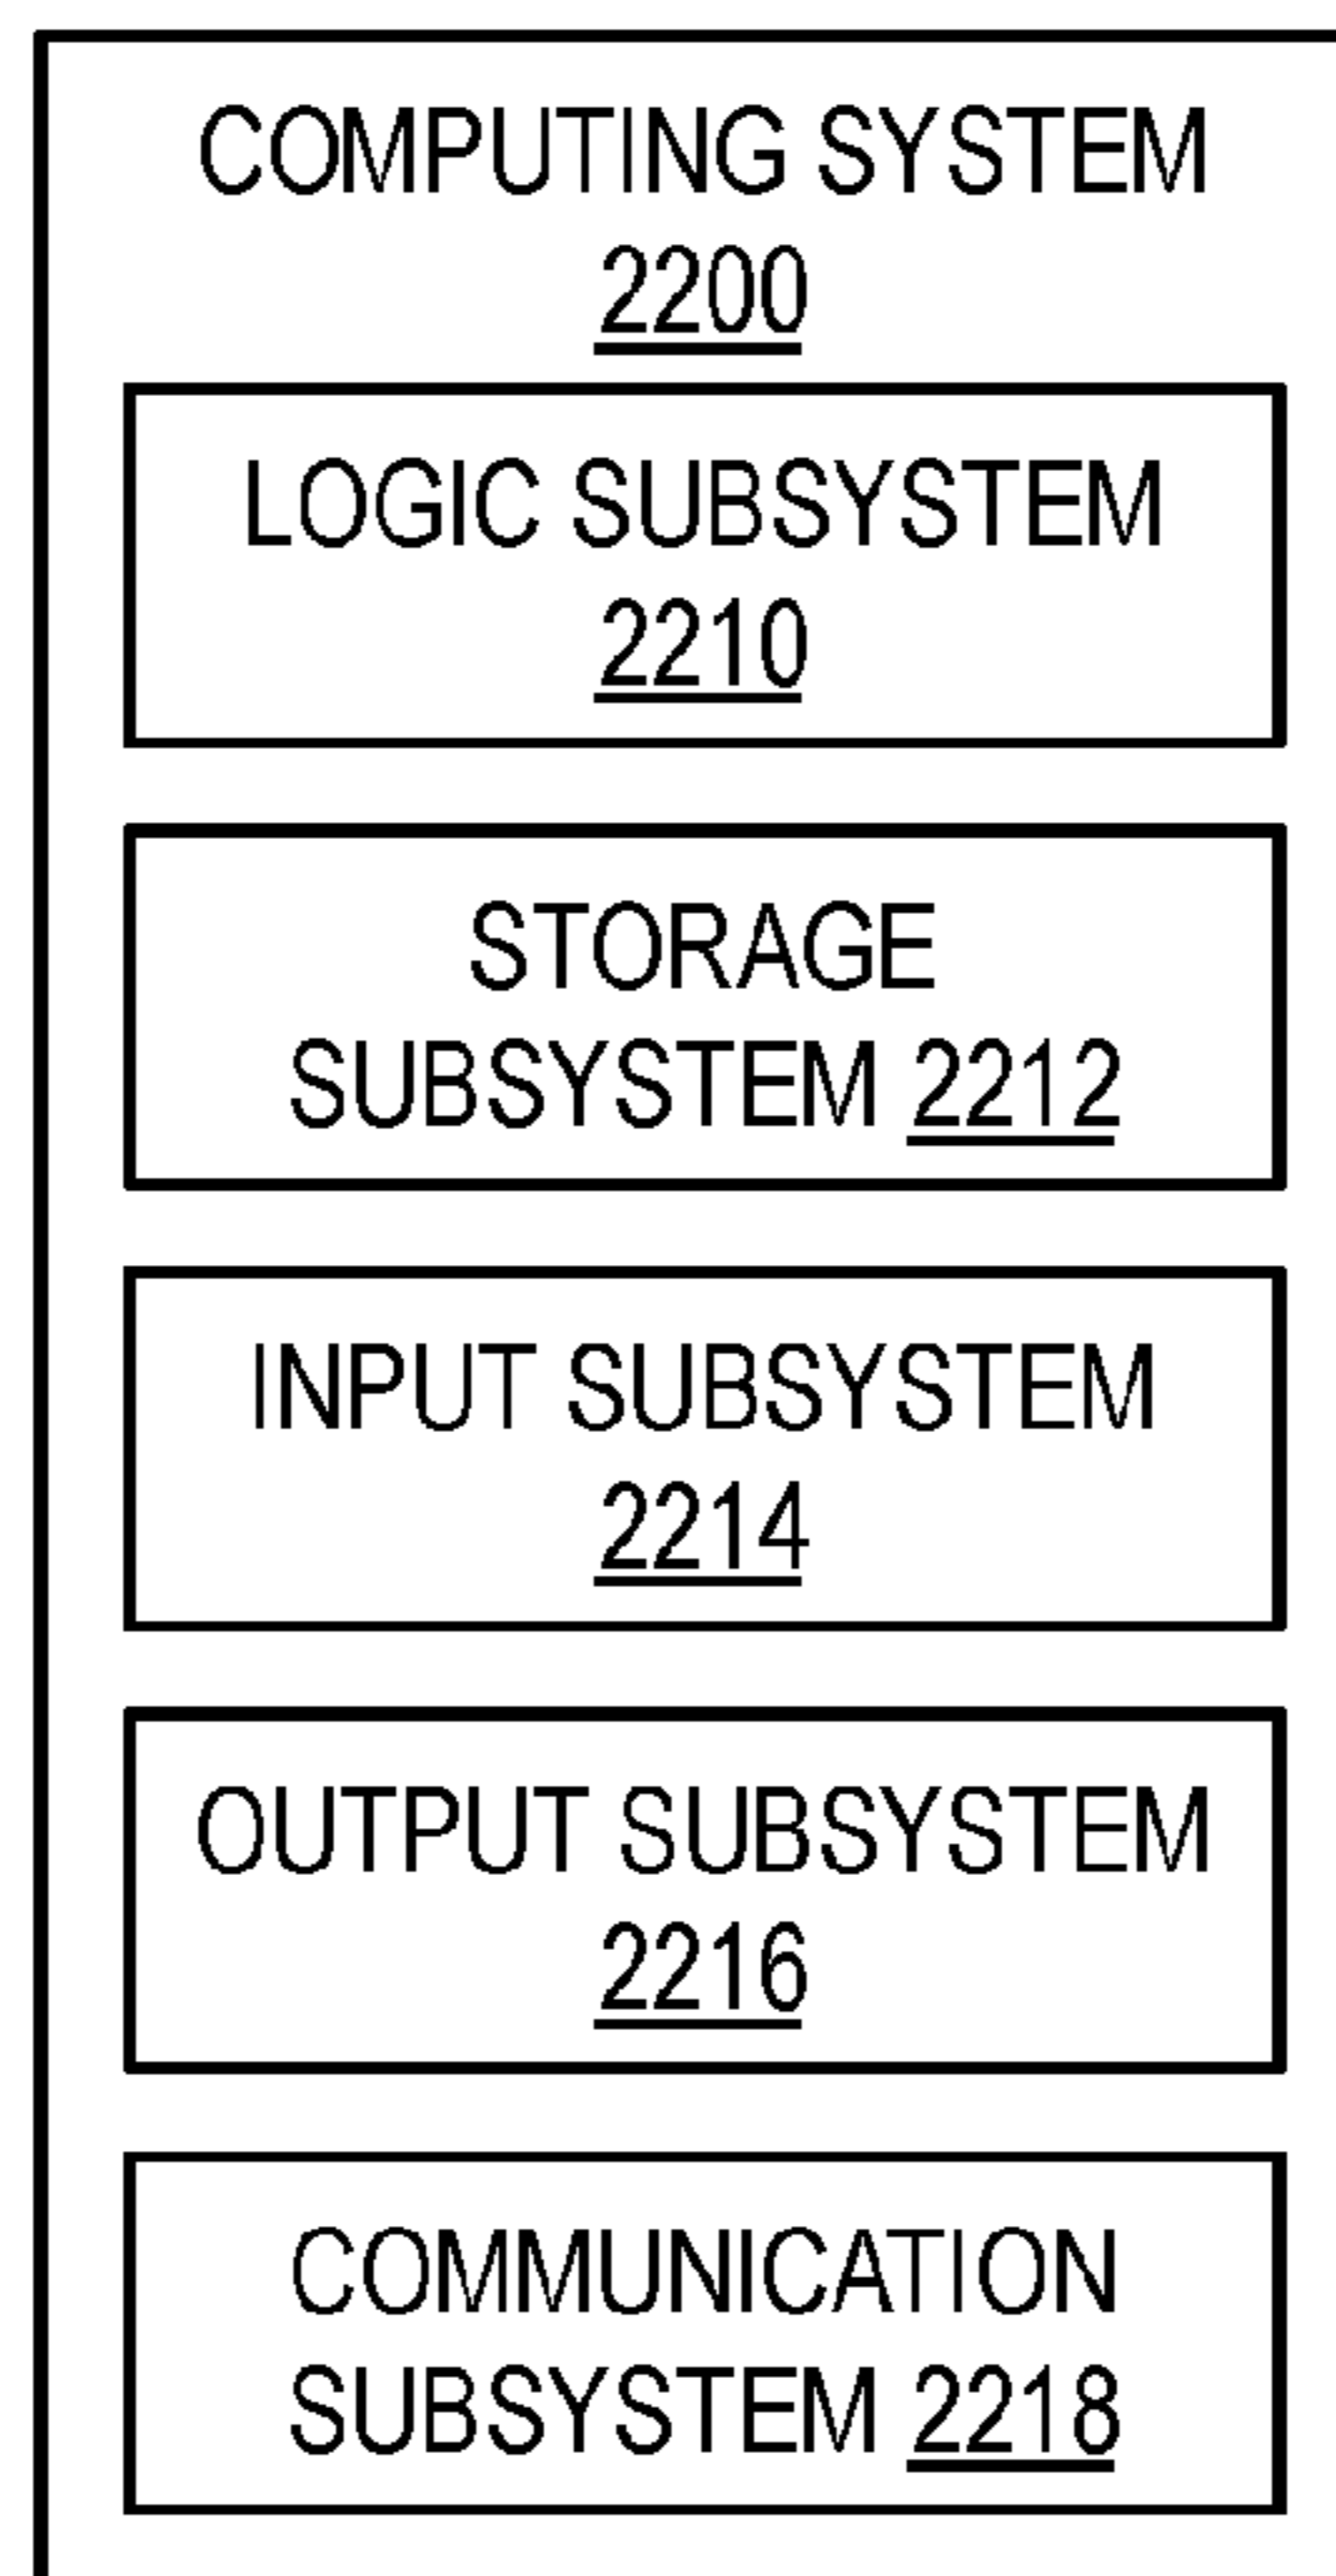 COMPUTING SYSTEM
2200
LOGIC SUBSYSTEM
2210
STORAGE
SUBSYSTEM 2212
INPUT SUBSYSTEM
2214
OUTPUT SUBSYSTEM
2216
COMMUNICATION
SUBSYSTEM 2218